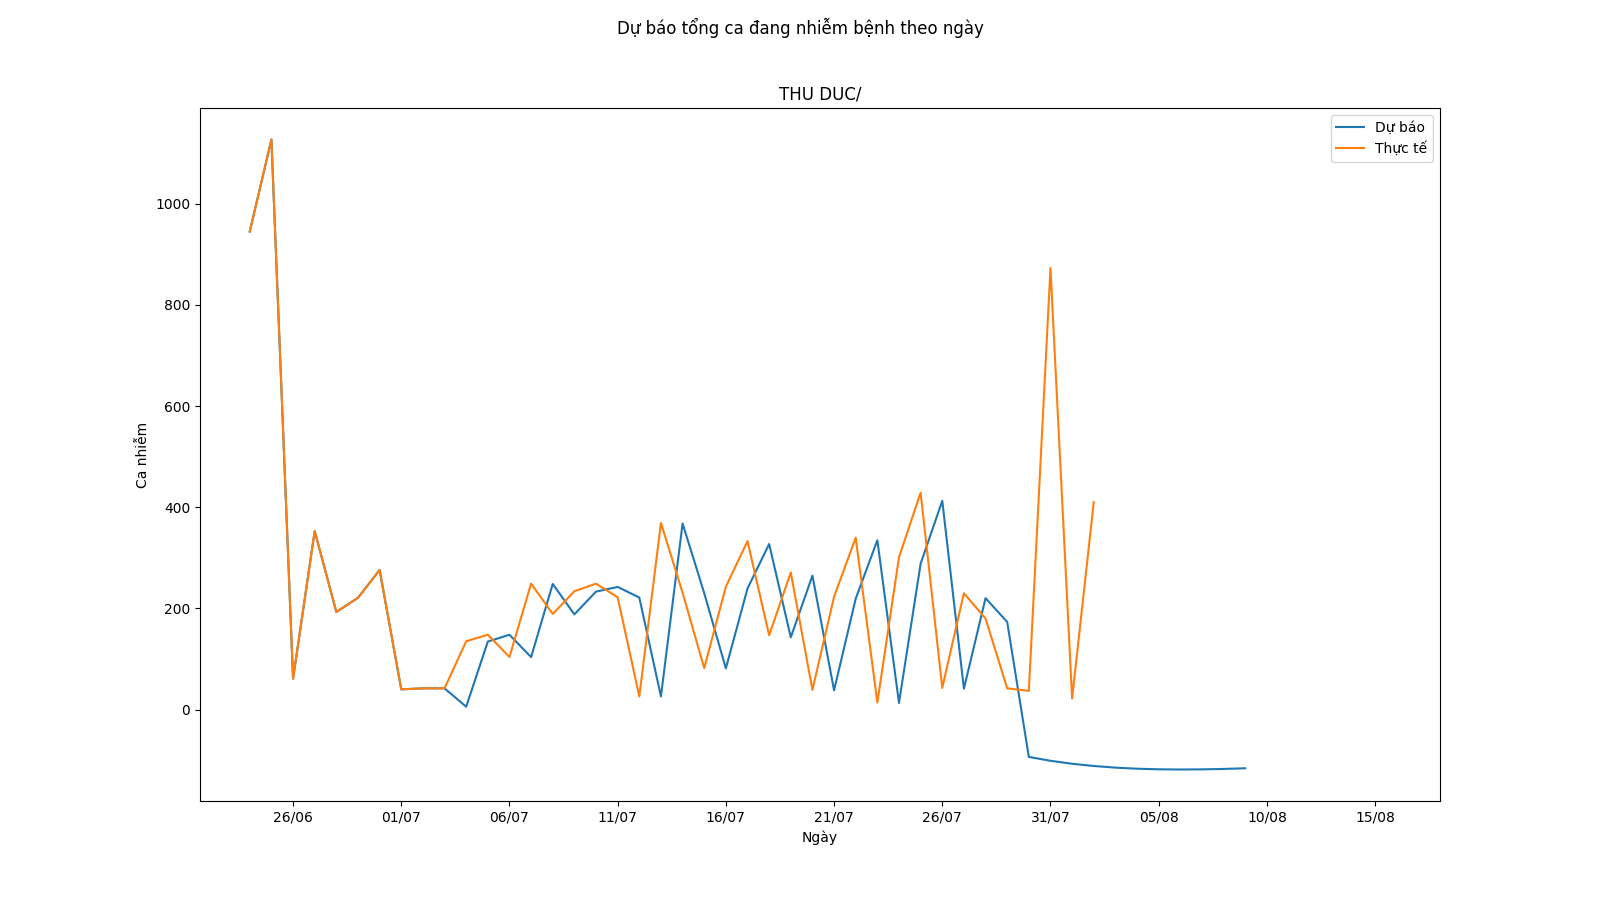 Dự báo tổng ca đang nhiễm bệnh theo ngày
THU DUC/
Dự báo
Thực tế
1000
800
600
400
200
0
Ca nhiễm
26/06
01/07
06/07
11/07
16/07
21/07
26/07
31/07
05/08
10/08
15/08
Ngày